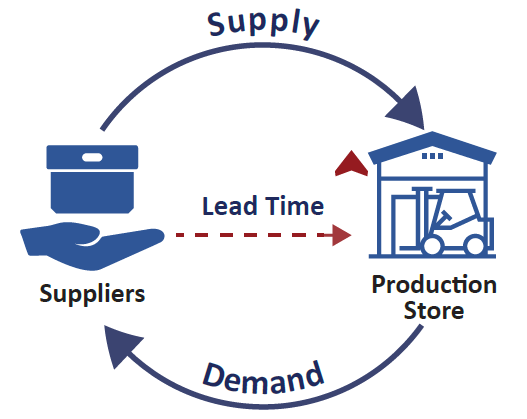 Supply
Lead Time
Suppliers
Production
Store
Demand